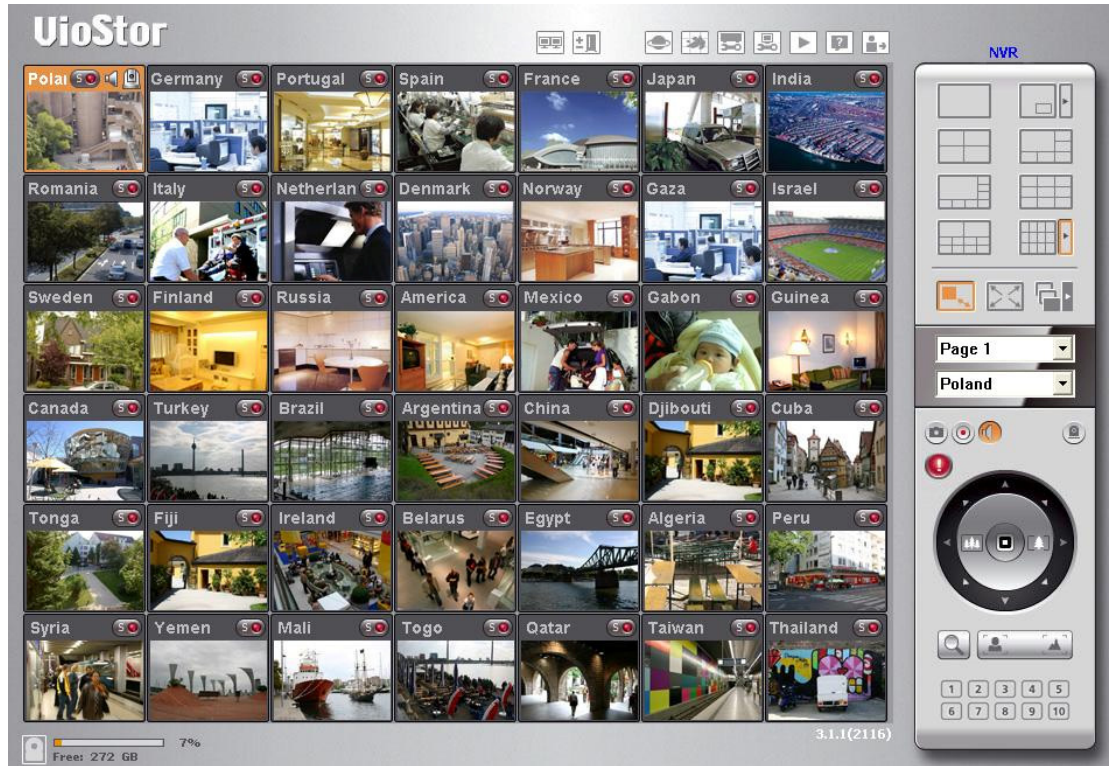 VioStor
NVR
Polan Germany Portugal Spain France Japan India
Romania Italy Netherlan Denmark Norway Gaza Israel
Sweden Finland Russia America Mexico Gabon Guinea
Canada Turkey Brazil Argentina China Djibouti Cuba
Tonga Fiji Ireland Belarus Egypt Algeria Peru
Syria Yemen Mali Togo Qatar Taiwan Thailand
Page 1
Poland
1 2 3 4 5
6 7 8 9 10
7%
Free: 272 GB
3.1.1(2116)